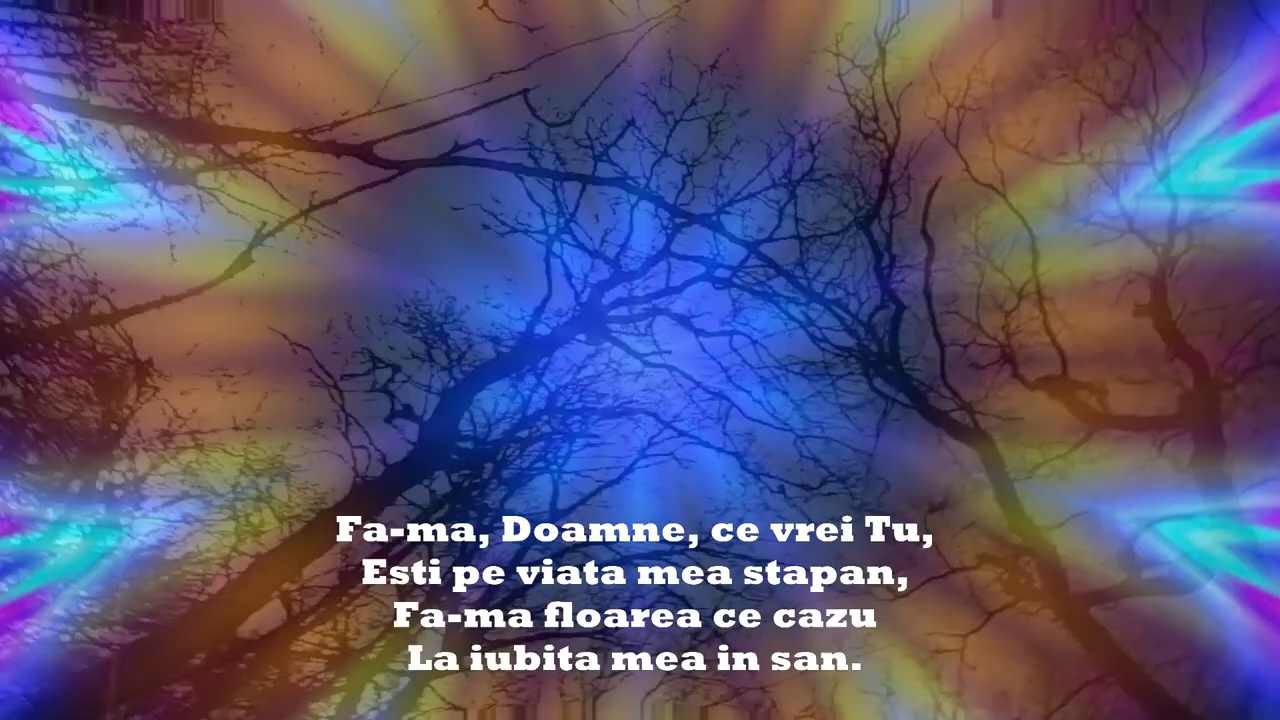 Fa-ma, Doamne, ce vrei Tu,
Esti pe viata mea stapan,
Fa-ma floarea ce cazu
La iubita mea in san.